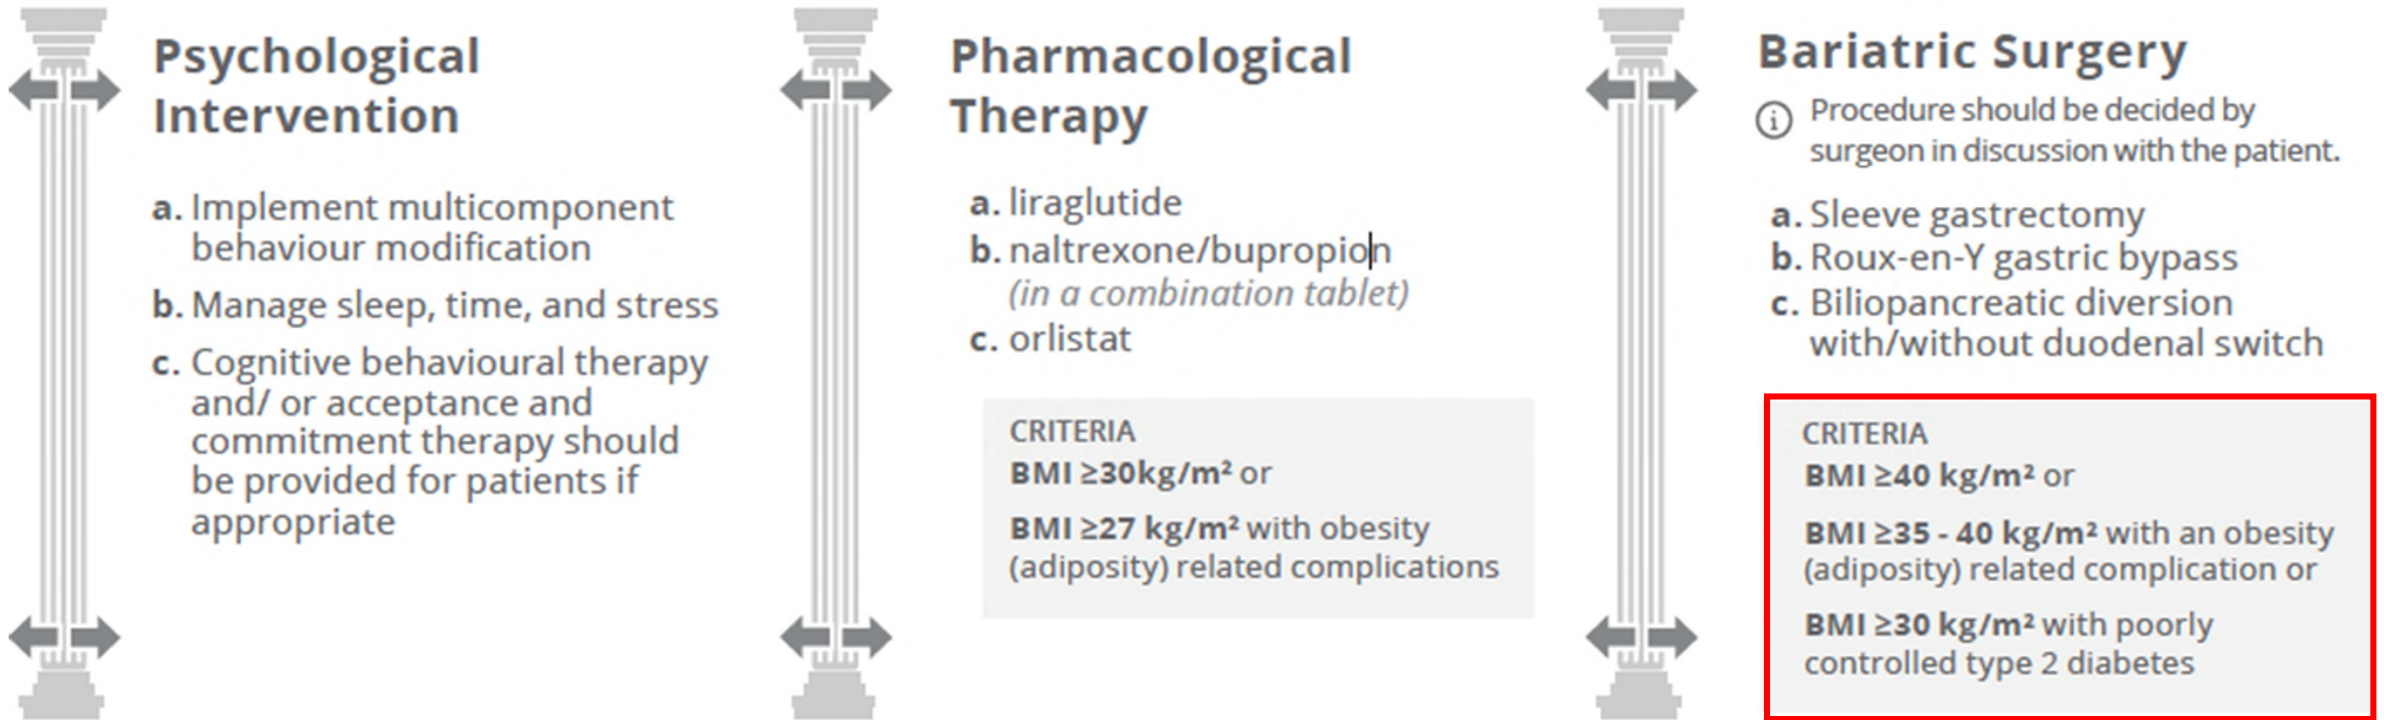 Psychological
Intervention
a. Implement multicomponent
behaviour modification
b. Manage sleep, time, and stress
c. Cognitive behavioural therapy
and/ or acceptance and
commitment therapy should
be provided for patients if
appropriate
Pharmacological
Therapy
a. liraglutide
b. naltrexone/bupropion
(in a combination tablet)
c. orlistat
CRITERIA
BMI ≥30kg/m² or
BMI ≥27 kg/m² with obesity
(adiposity) related complications
Bariatric Surgery
i Procedure should be decided by
surgeon in discussion with the patient.
a. Sleeve gastrectomy
b. Roux-en-Y gastric bypass
c. Biliopancreatic diversion
with/without duodenal switch
CRITERIA
BMI ≥40 kg/m² or
BMI ≥35 - 40 kg/m² with an obesity
(adiposity) related complication or
BMI ≥30 kg/m² with poorly
controlled type 2 diabetes